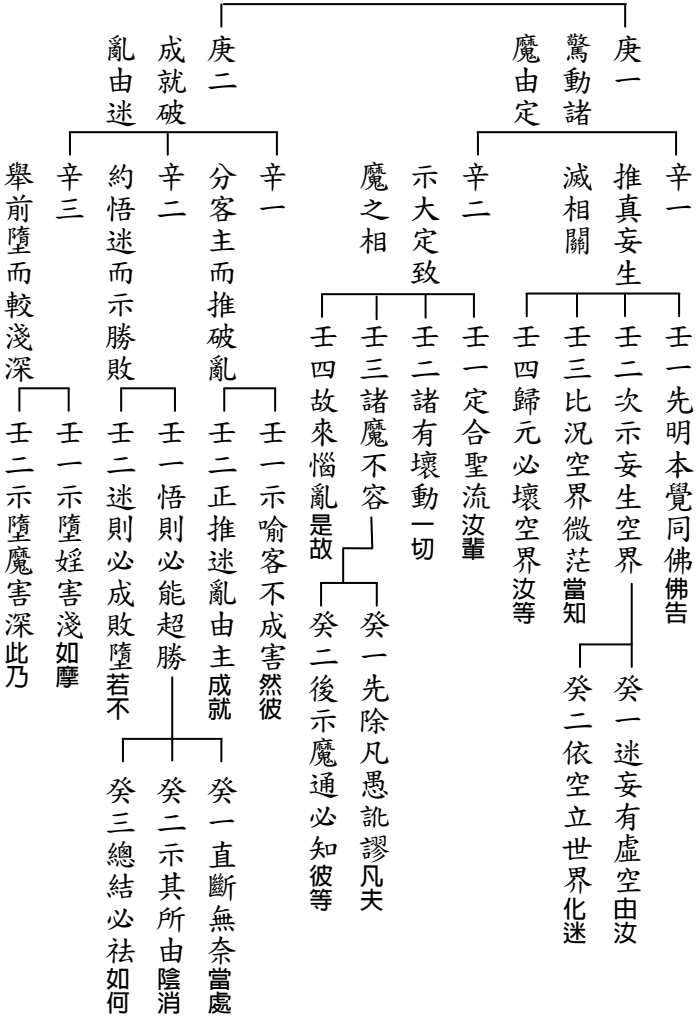 庚一
驚動諸
魔由定
庚二
成就破
亂由迷
辛一
推真妄生
滅相關
辛二
示大定致
魔之相
辛一
分客主而推破亂
辛二
約悟迷而示勝敗
辛三
舉前墮而較淺深
壬一先明本覺同佛佛告
壬二次示妄生空界
壬三比況空界微茫當知
壬四歸元必壞空界汝等
壬一定合聖流汝輩
壬二諸有壞動一切
壬三諸魔不容
壬四故來惱亂是故
壬一示喻客不成害然彼
壬二正推迷亂由主成就
壬一悟則必能超勝
壬二迷則必成敗墮若不
壬一示墮婬害淺如摩
壬二示墮魔害深此乃
癸一迷妄有虛空由汝
癸二依空立世界化迷
癸一先除凡愚訛謬凡夫
癸二後示魔通必知彼等
癸一直斷無奈當處
癸二示其所由陰消
癸三總結必祛如何